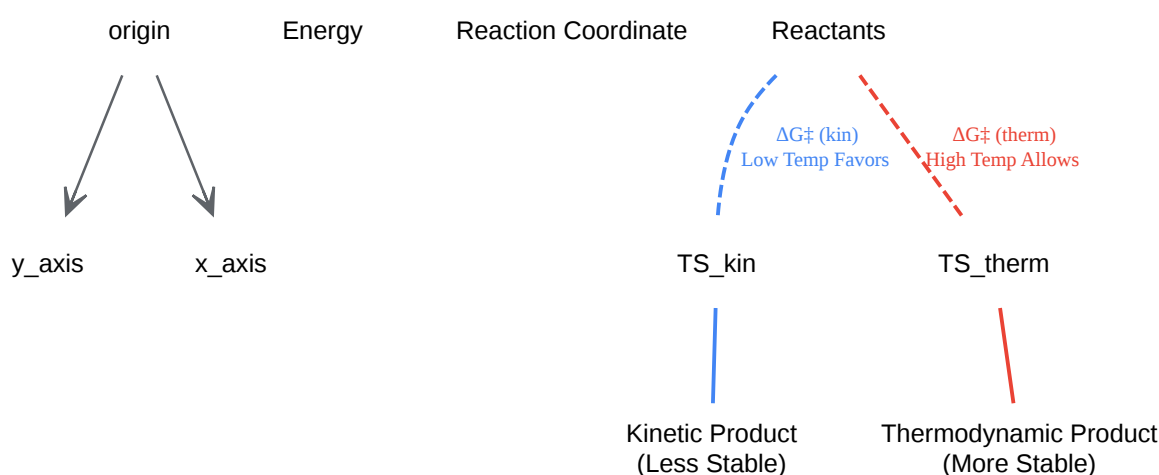 origin
Energy
Reaction Coordinate
Reactants
ΔG‡ (kin)
Low Temp Favors
ΔG‡ (therm)
High Temp Allows
y_axis
x_axis
TS_kin
TS_therm
Kinetic Product
(Less Stable)
Thermodynamic Product
(More Stable)